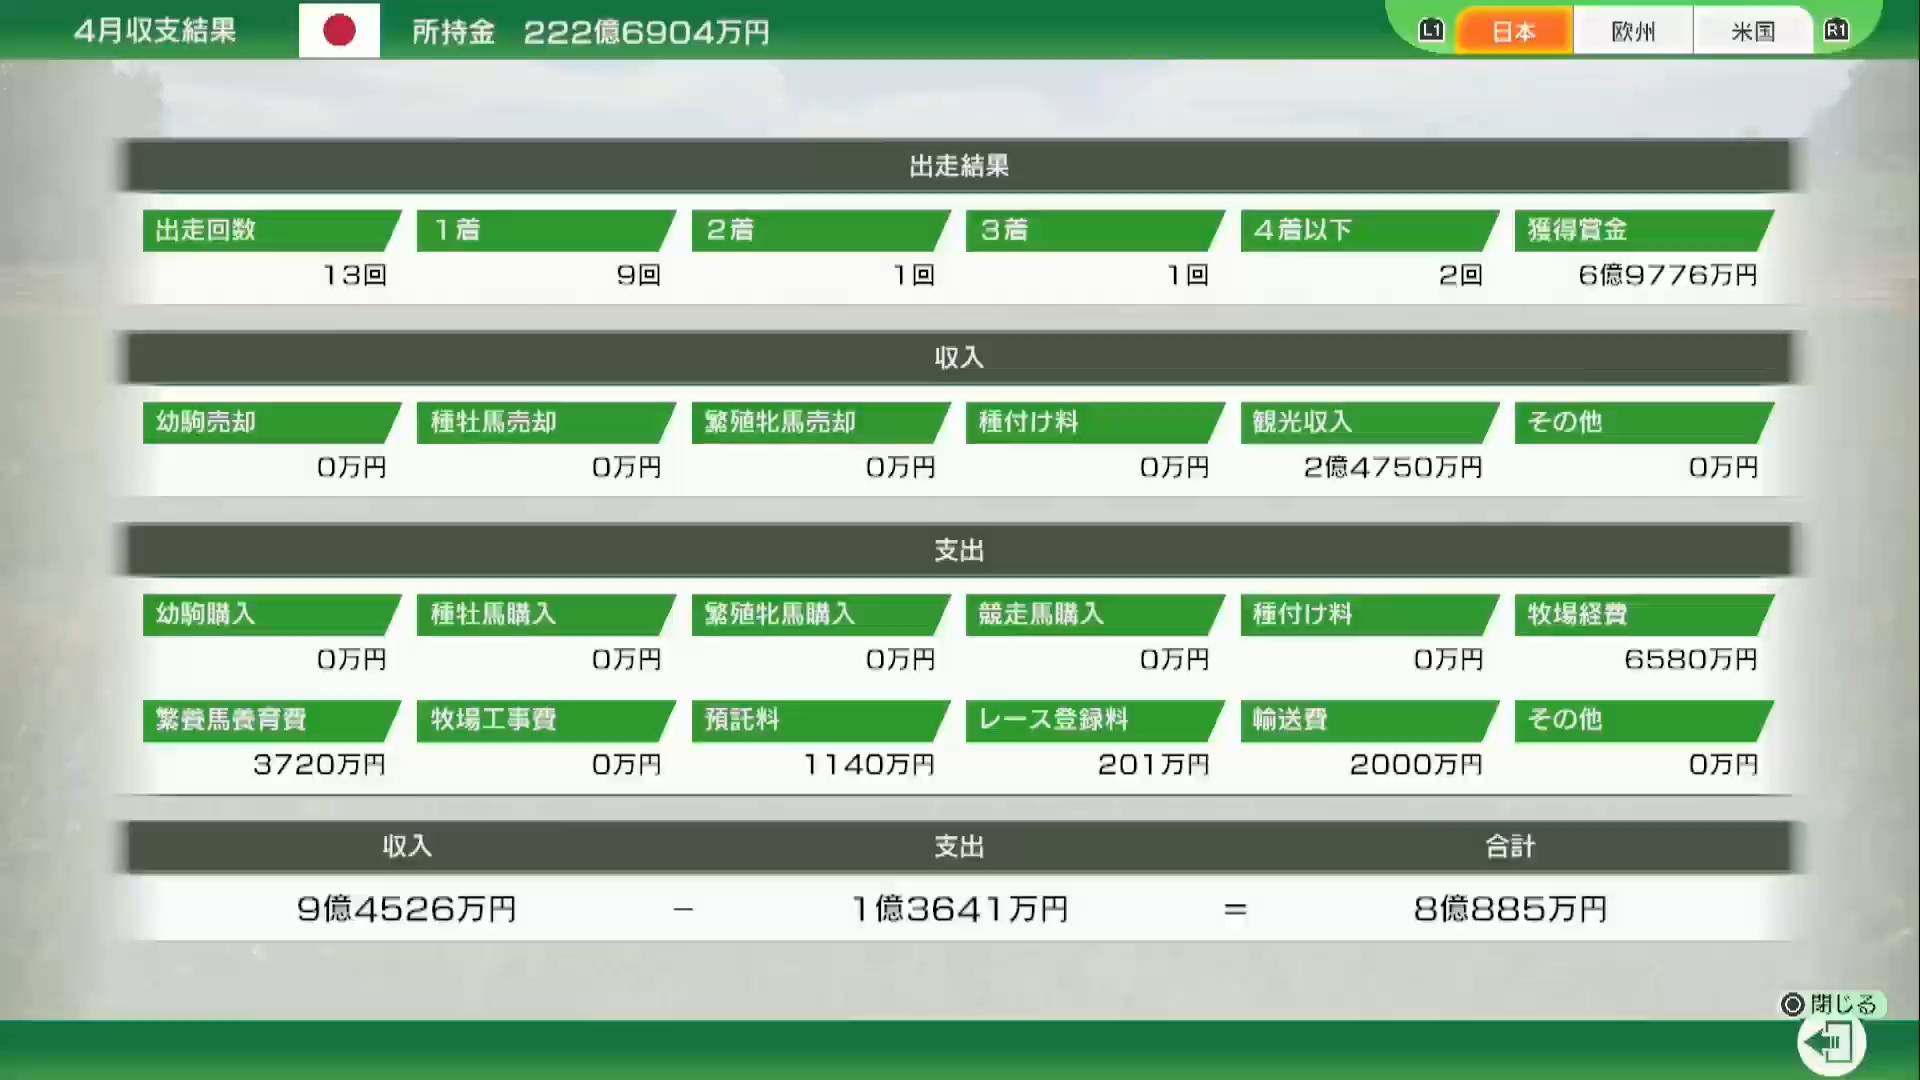 4月収支結果 所持金 222億6904万円 L1 日本 欧州 米国 R1
出走結果
出走回数 1着 2着 3着 4着以下 獲得賞金
13回 9回 1回 1回 2回 6億9776万円
収入
幼駒売却 種牡馬売却 繁殖牝馬売却 種付け料 観光収入 その他
0万円 0万円 0万円 0万円 2億4750万円 0万円
支出
幼駒購入 種牡馬購入 繁殖牝馬購入 競走馬購入 種付け料 牧場経費
0万円 0万円 0万円 0万円 0万円 6580万円
繁養馬養育費 牧場工事費 預託料 レース登録料 輸送費 その他
3720万円 0万円 1140万円 201万円 2000万円 0万円
収入 支出 合計
9億4526万円 − 1億3641万円 = 8億885万円
閉じる